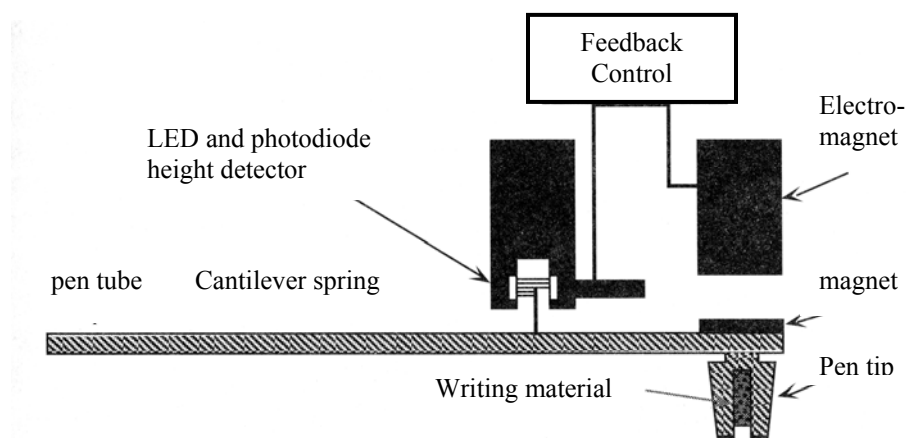 Feedback
Control
Electro-
magnet
LED and photodiode
height detector
pen tube
Cantilever spring
magnet
Pen tip
Writing material